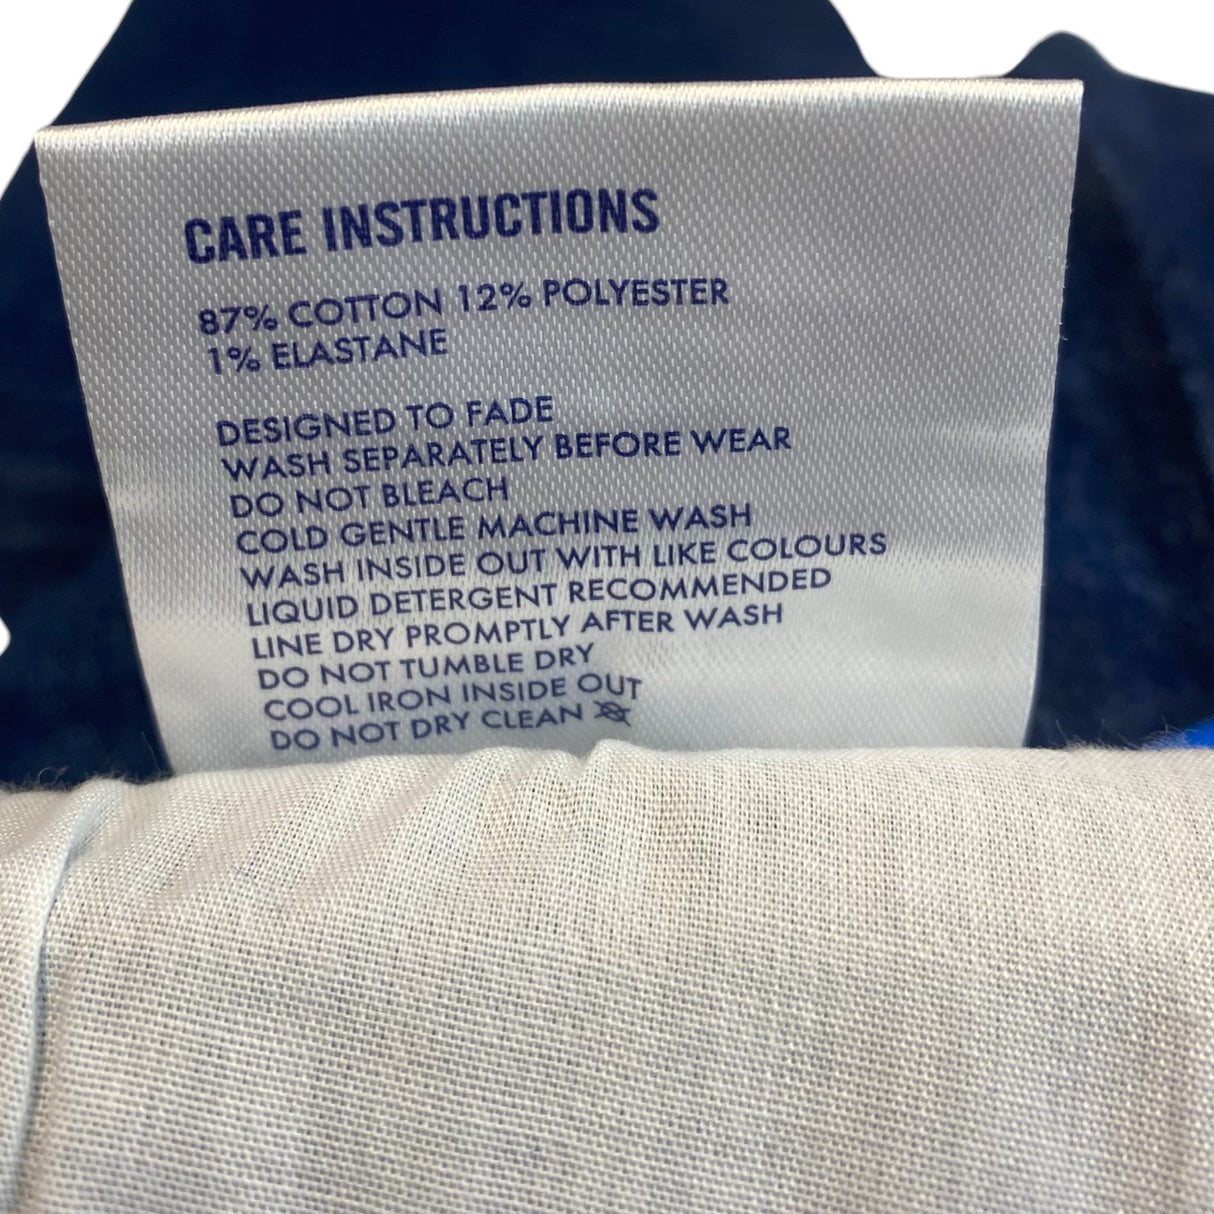 CARE INSTRUCTIONS
87% COTTON 12% POLYESTER
1% ELASTANE
DESIGNED TO FADE
WASH SEPARATELY BEFORE WEAR
DO NOT BLEACH
COLD GENTLE MACHINE WASH
WASH INSIDE OUT WITH LIKE COLOURS
LIQUID DETERGENT RECOMMENDED
LINE DRY PROMPTLY AFTER WASH
DO NOT TUMBLE DRY
COOL IRON INSIDE OUT
DO NOT DRY CLEAN